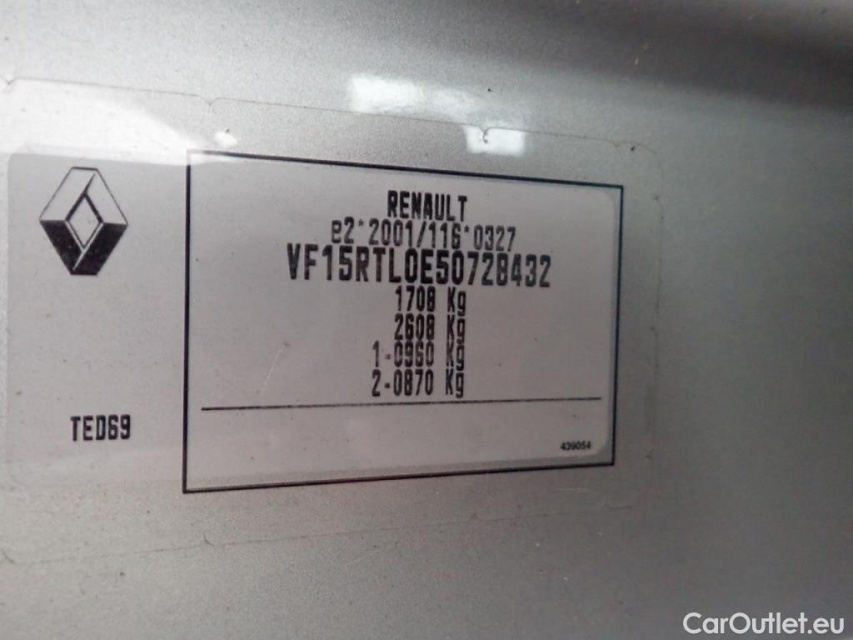 RENAULT
e2*2001/116*0327
VF15RTL0E50728432
1708 Kg
2608 Kg
1-0960 Kg
2-0870 Kg
TED69
439054
CarOutlet.eu